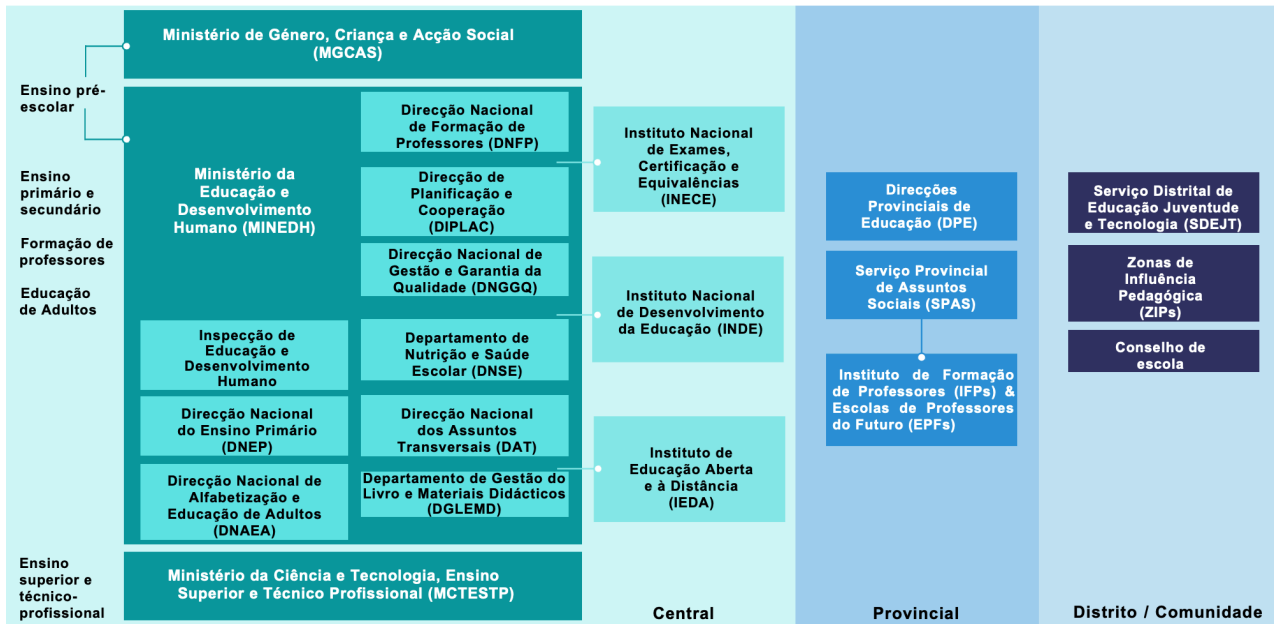 Ministério de Género, Criança e Acção Social
(MGCAS)
Ensino pré-
escolar
Ensino
primário e
secundário
Formação de
professores
Educação
de Adultos
Ministério da
Educação e
Desenvolvimento
Humano (MINEDH)
Inspecção de
Educação e
Desenvolvimento
Humano
Direcção Nacional
do Ensino Primário
(DNEP)
Direcção Nacional de
Alfabetização e
Educação de Adultos
(DNAEA)
Direcção Nacional
de Formação de
Professores (DNFP)
Direcção de
Planificação e
Cooperação
(DIPLAC)
Direcção Nacional de
Gestão e Garantia da
Qualidade (DNGGQ)
Departamento de
Nutrição e Saúde
Escolar (DNSE)
Direcção Nacional
dos Assuntos
Transversais (DAT)
Departamento de Gestão do
Livro e Materiais Didácticos
(DGLEMD)
Instituto Nacional
de Exames,
Certificação e
Equivalências
(INECE)
Instituto Nacional
de Desenvolvimento
da Educação (INDE)
Instituto de
Educação Aberta
e à Distância
(IEDA)
Direcções
Provinciais de
Educação (DPE)
Serviço Provincial
de Assuntos
Sociais (SPAS)
Instituto de Formação
de Professores (IFPs) &
Escolas de Professores
do Futuro (EPFs)
Serviço Distrital de
Educação Juventude
e Tecnologia (SDEJT)
Zonas de
Influência
Pedagógica
(ZIPs)
Conselho de
escola
Ensino
superior e
técnico-
profissional
Ministério da Ciência e Tecnologia, Ensino
Superior e Técnico Profissional (MCTESTP)
Central
Provincial
Distrito / Comunidade